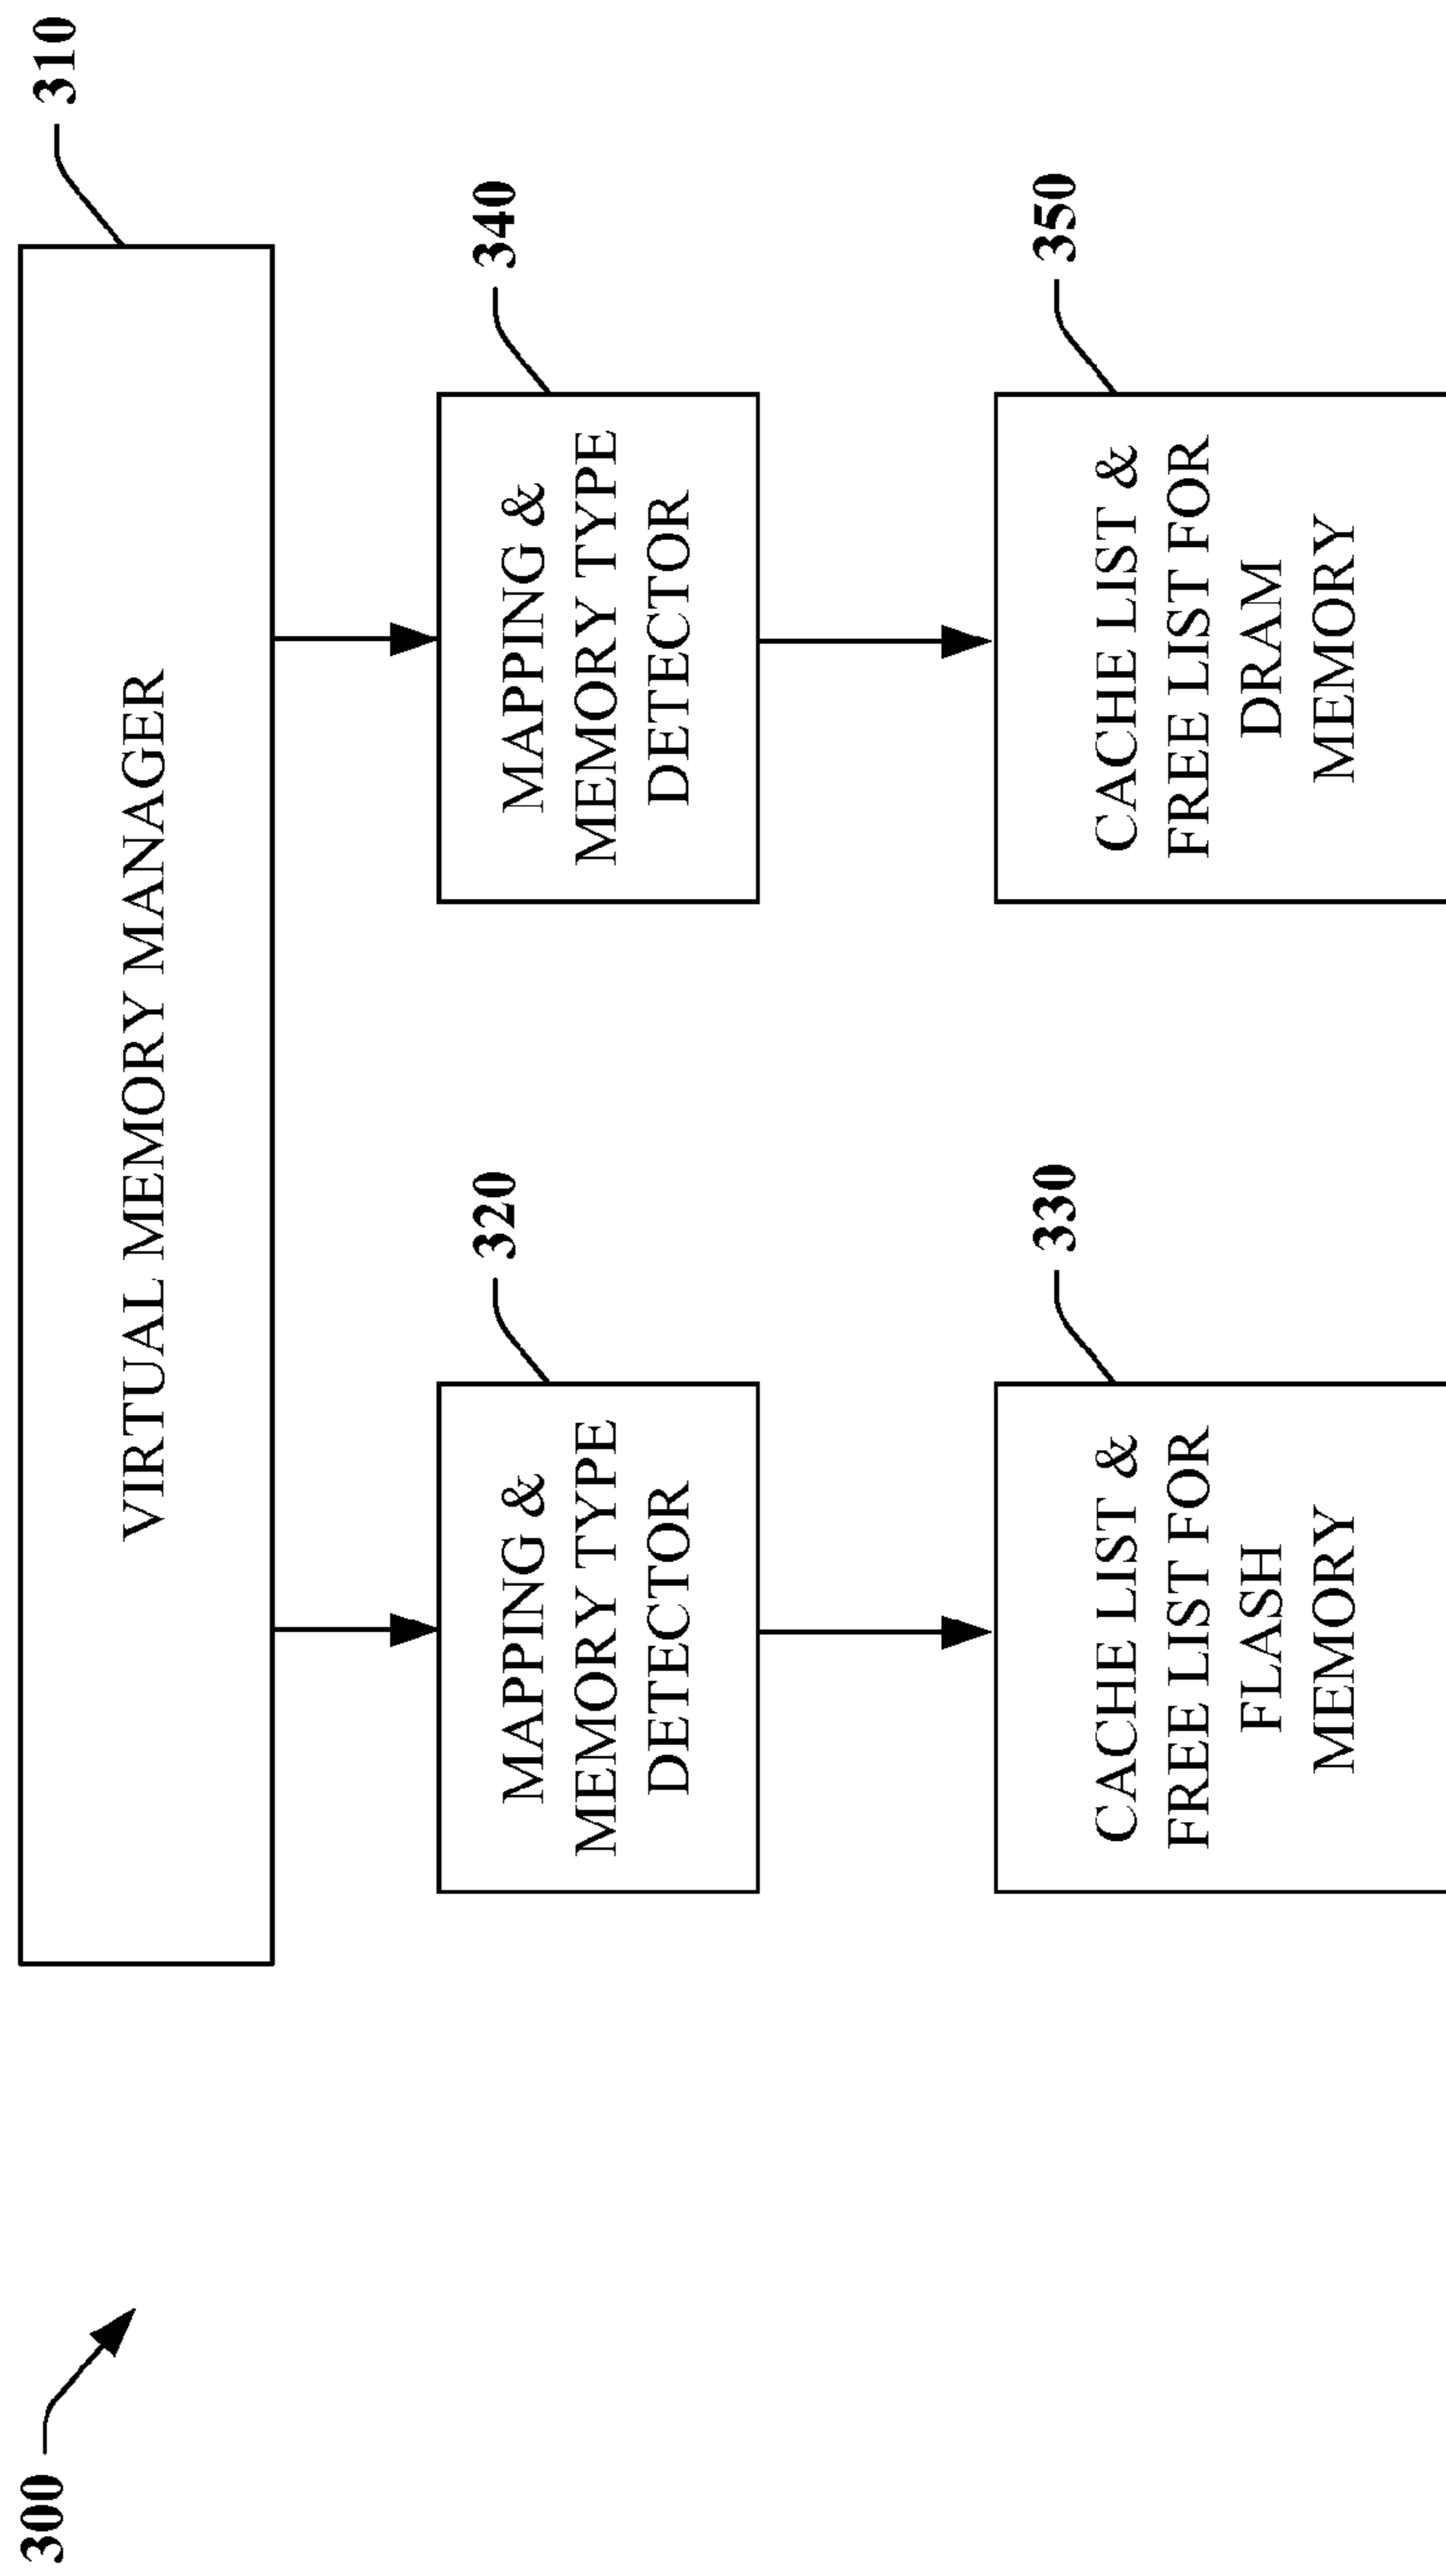 300
310
VIRTUAL MEMORY MANAGER
320
MAPPING &
MEMORY TYPE
DETECTOR
340
MAPPING &
MEMORY TYPE
DETECTOR
330
CACHE LIST &
FREE LIST FOR
FLASH
MEMORY
350
CACHE LIST &
FREE LIST FOR
DRAM
MEMORY